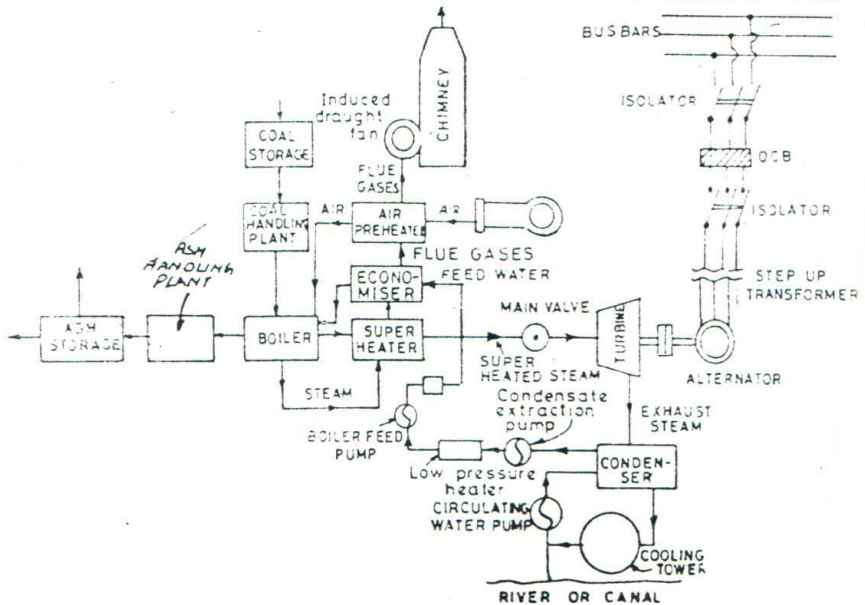 BUSBARS
ISOLATOR
OCB
ISOLATOR
STEP UP
TRANSFORMER
ALTERNATOR
CHIMNEY
Induced
draught
fan
FLUE
GASES
COAL
STORAGE
COAL
HANDLING
PLANT
AIR
AIR
PREHEATER
AIR
FLUE GASES
FEED WATER
ASH
HANDLING
PLANT
ECONO-
MISER
MAIN VALVE
TURBINE
ASH
STORAGE
BOILER
SUPER
HEATER
SUPER
HEATED STEAM
STEAM
Condensate
extraction
pump
EXHAUST
STEAM
BOILER FEED
PUMP
Low pressure
heater
CONDEN-
SER
CIRCULATING
WATER PUMP
COOLING
TOWER
RIVER OR CANAL